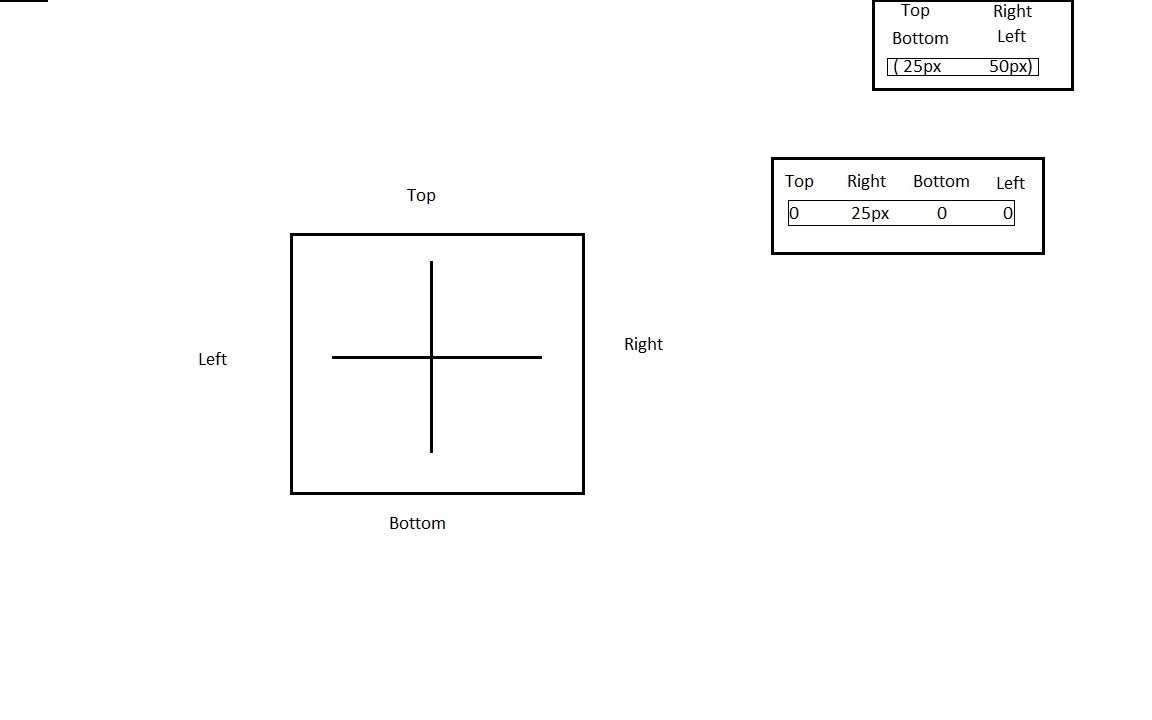 Top Right
Bottom Left
( 25px 50px)
Top Right Bottom Left
0 25px 0 0
Top
Left
Right
Bottom